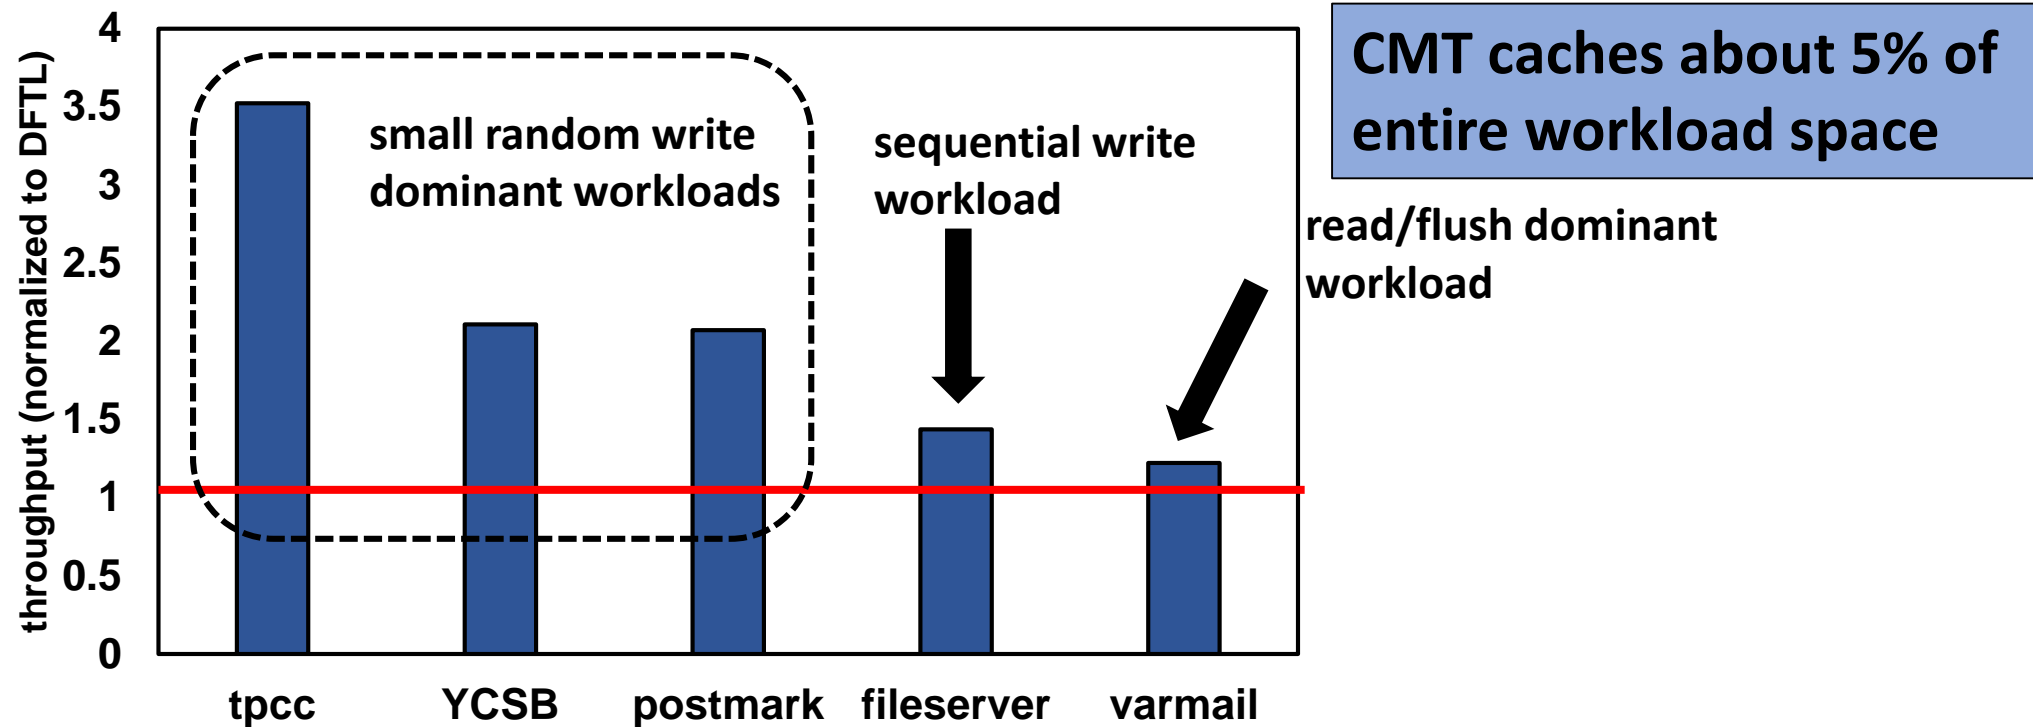 throughput (normalized to DFTL)
4
3.5
3
2.5
2
1.5
1
0.5
0
small random write
dominant workloads
sequential write
workload
CMT caches about 5% of
entire workload space
read/flush dominant
workload
tpcc
YCSB
postmark
fileserver
varmail